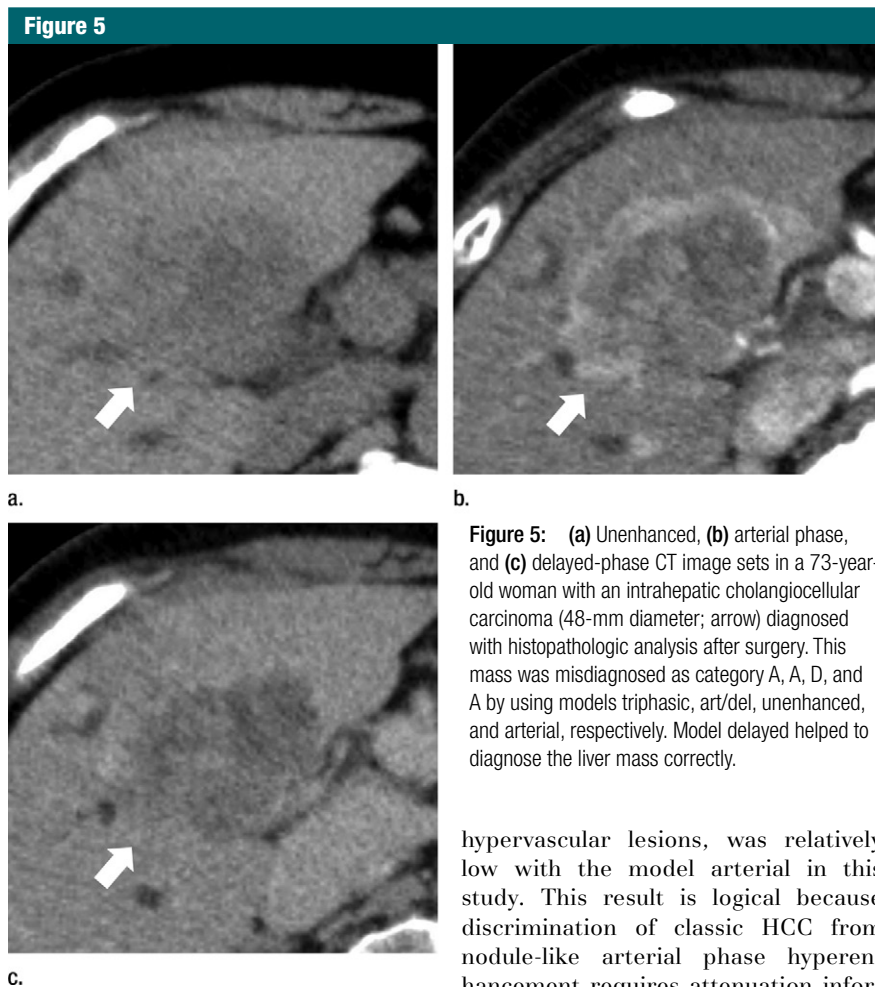 Figure 5
a.
b.
c.
Figure 5: (a) Unenhanced, (b) arterial phase,
and (c) delayed-phase CT image sets in a 73-year-
old woman with an intrahepatic cholangiocellular
carcinoma (48-mm diameter; arrow) diagnosed
with histopathologic analysis after surgery. This
mass was misdiagnosed as category A, A, D, and
A by using models triphasic, art/del, unenhanced,
and arterial, respectively. Model delayed helped to
diagnose the liver mass correctly.
hypervascular lesions, was relatively
low with the model arterial in this
study. This result is logical because
discrimination of classic HCC from
nodule-like arterial phase hyperen
hancement requires attenuation infor